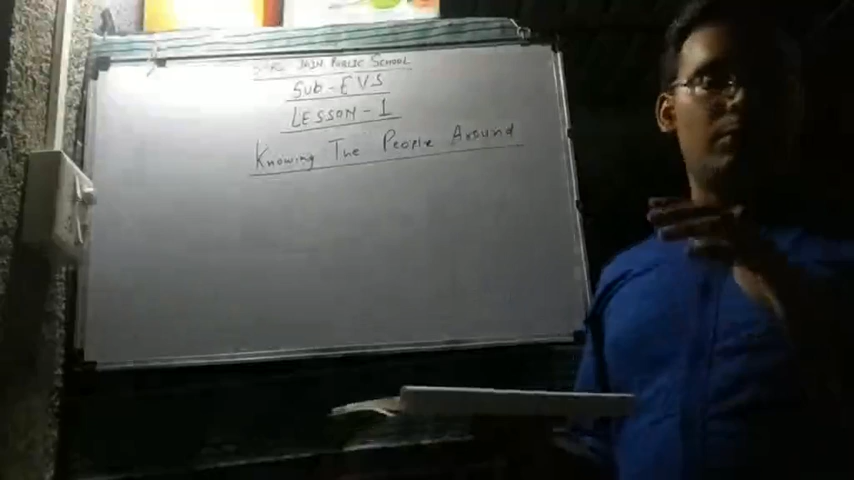 JAIN PUBLIC SCHOOL
SUB - EVS
LESSON - 1
Knowing The People Around